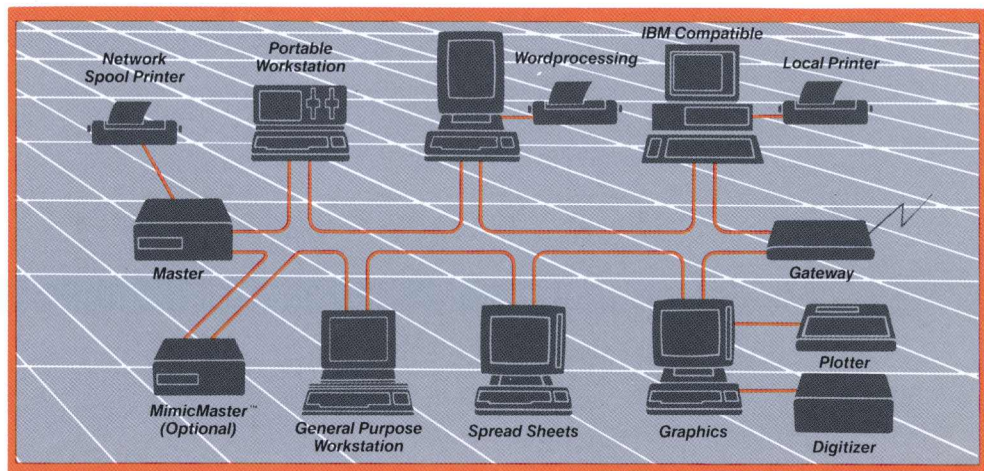 Network
Spool Printer
Portable
Workstation
Wordprocessing
IBM Compatible
Local Printer
Master
Gateway
MimicMaster™
(Optional)
General Purpose
Workstation
Spread Sheets
Graphics
Plotter
Digitizer